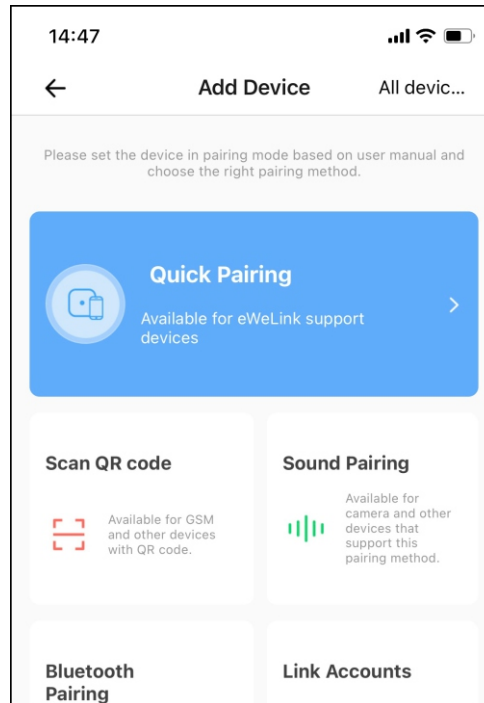 14:47
Add Device
All devic...
Please set the device in pairing mode based on user manual and
choose the right pairing method.
Quick Pairing
Available for eWeLink support
devices
Scan QR code
Available for GSM
and other devices
with QR code.
Sound Pairing
Available for
camera and other
devices that
support this
pairing method.
Bluetooth
Pairing
Link Accounts